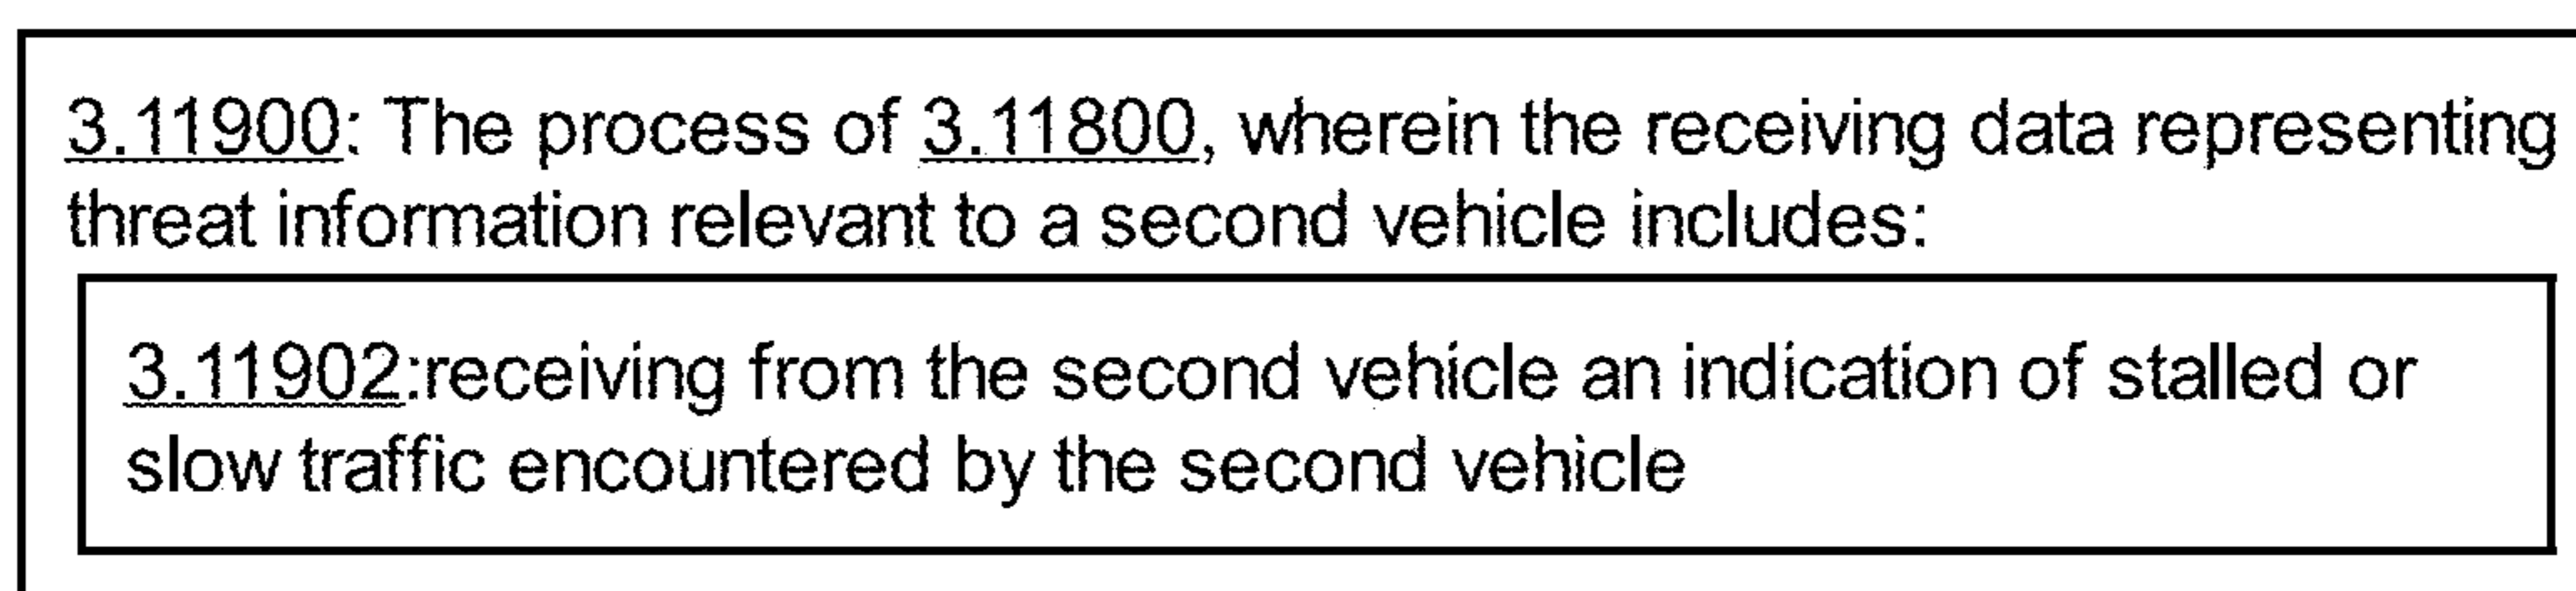 3.11900: The process of 3.11800, wherein the receiving data representing
threat information relevant to a second vehicle includes:
3.11902:receiving from the second vehicle an indication of stalled or
slow traffic encountered by the second vehicle